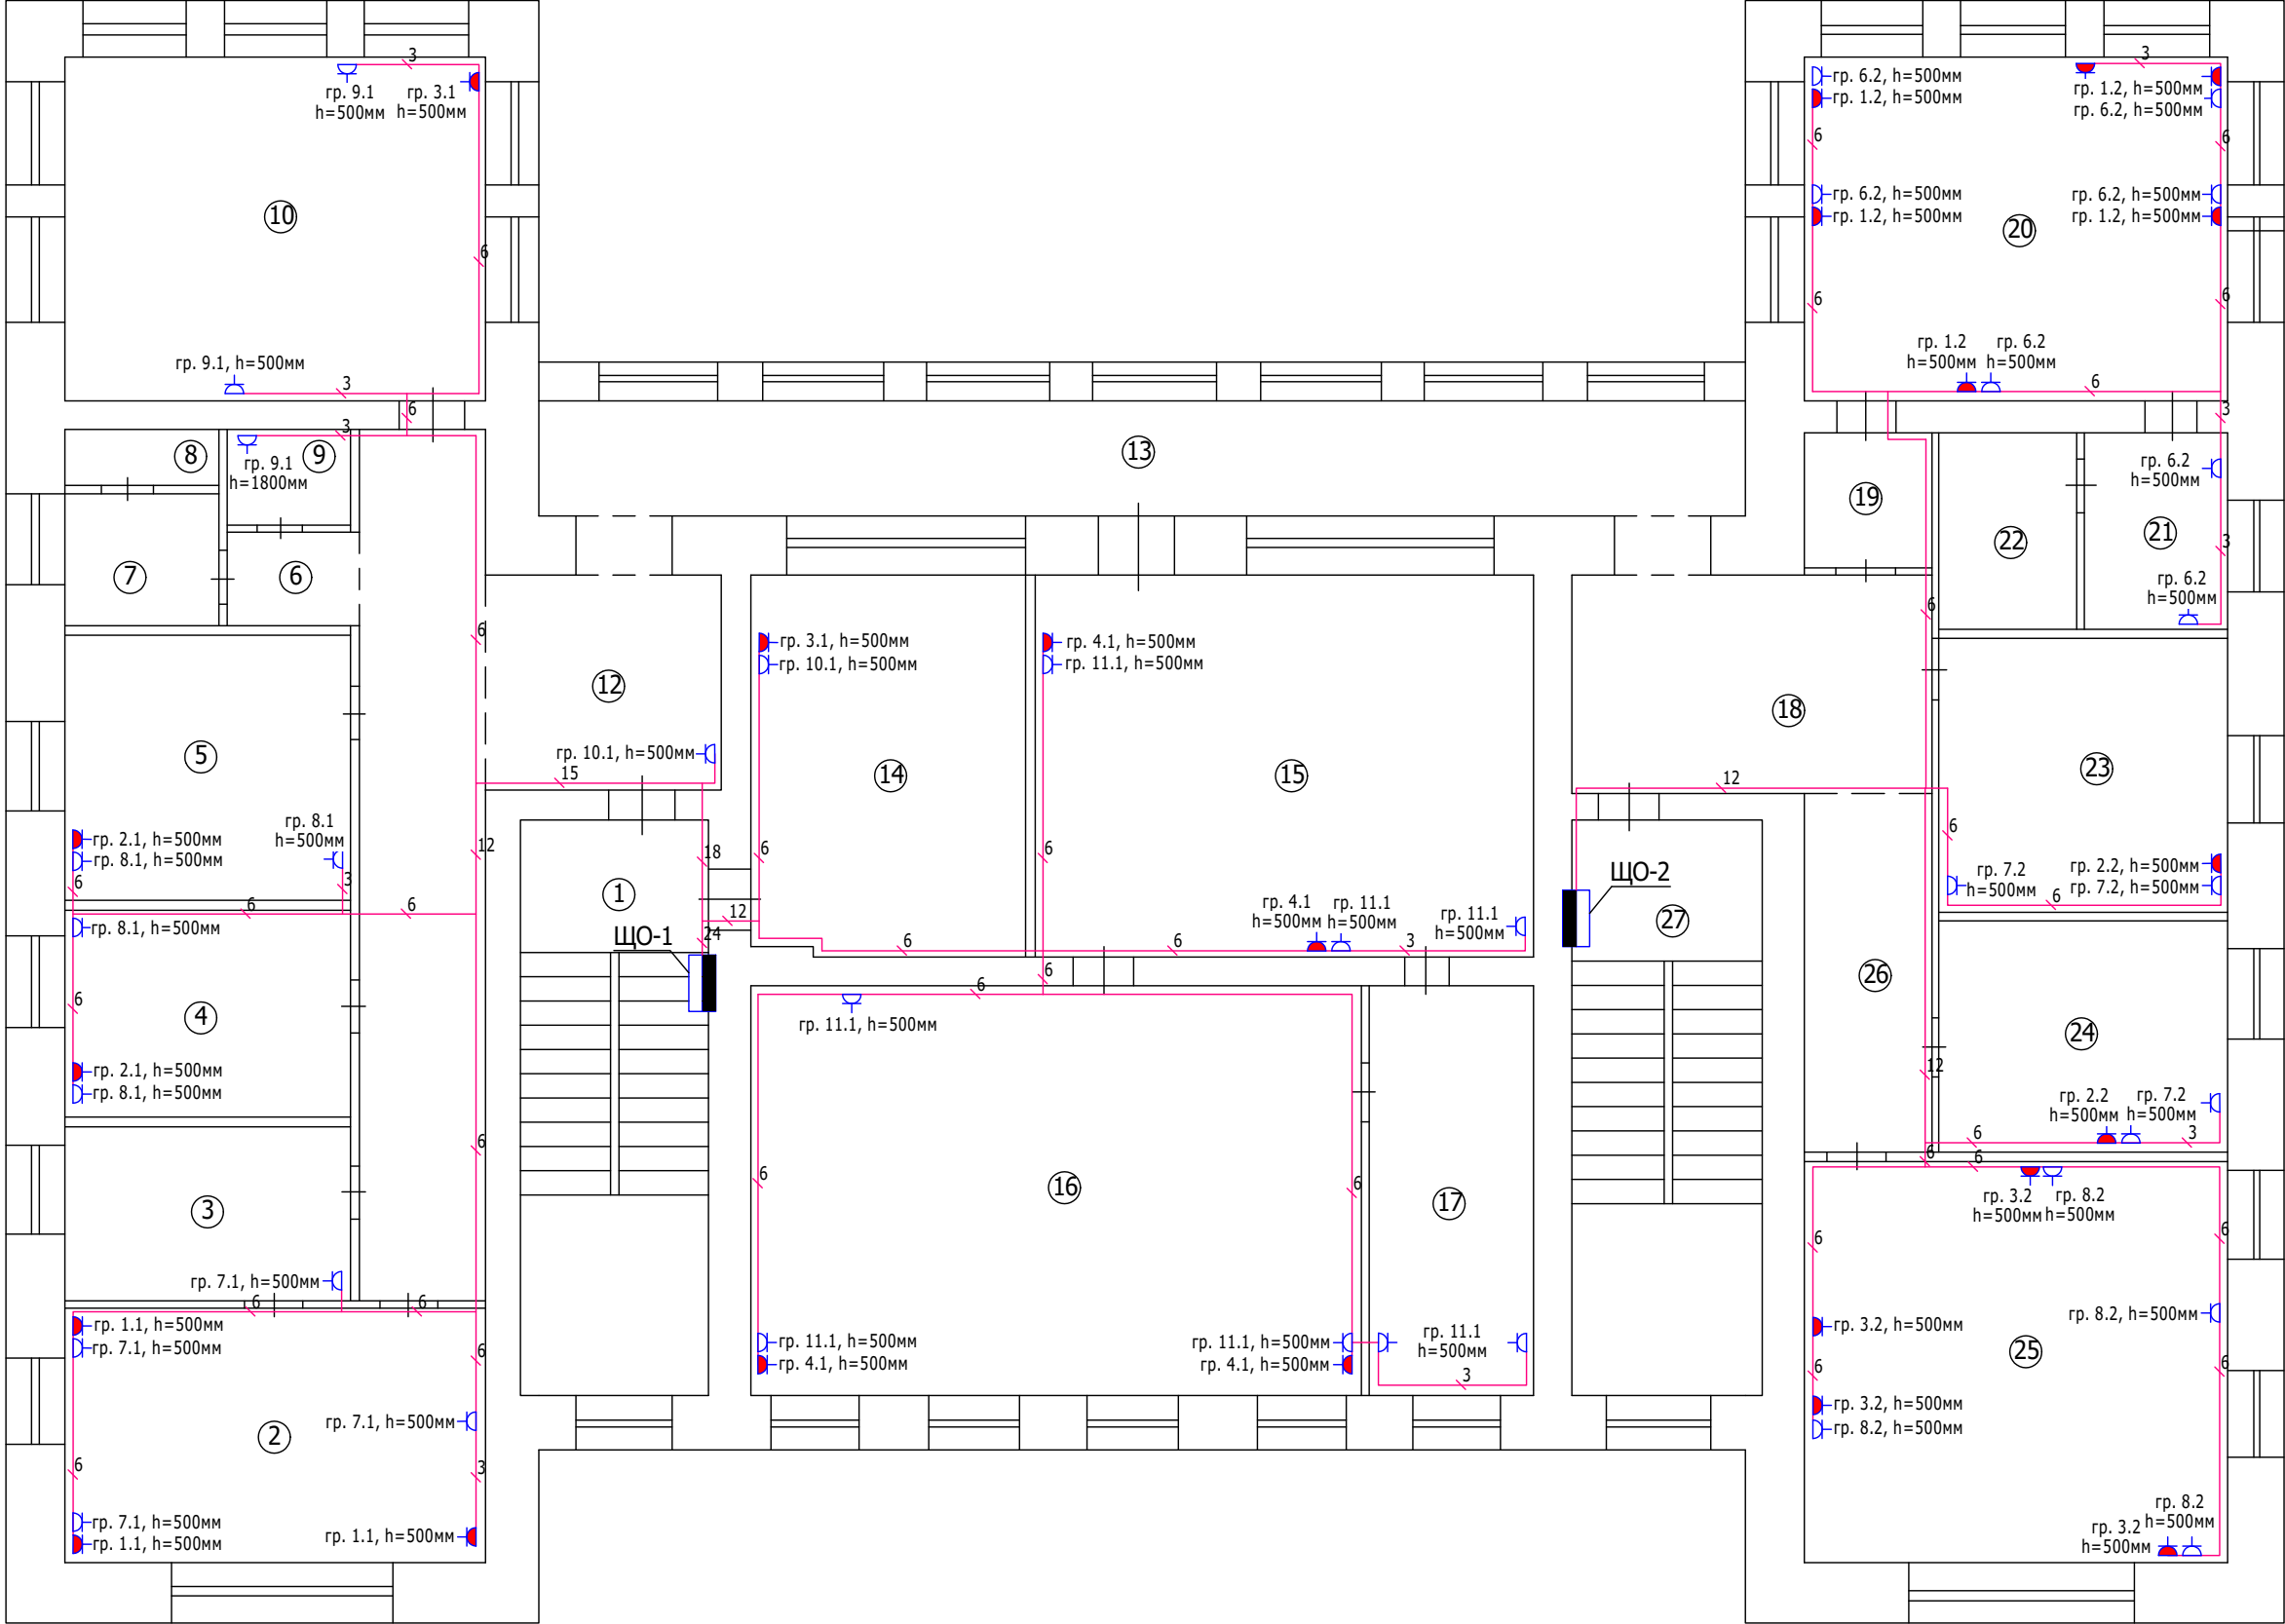 3
гр. 9.1
h=500мм
гр. 3.1
h=500мм
6
10
гр. 9.1, h=500мм
3
6
3
8
9
гр. 9.1
h=1800мм
7
6
6
5
12
гр. 10.1, h=500мм
15
гр. 8.1
h=500мм
гр. 2.1, h=500мм
гр. 8.1, h=500мм
12
6
3
6
6
гр. 8.1, h=500мм
6
4
гр. 2.1, h=500мм
гр. 8.1, h=500мм
6
3
гр. 7.1, h=500мм
6
6
гр. 1.1, h=500мм
гр. 7.1, h=500мм
6
гр. 7.1, h=500мм
2
6
3
гр. 7.1, h=500мм
гр. 1.1, h=500мм
гр. 1.1, h=500мм
13
18
1
12
24
ЩО-1
гр. 3.1, h=500мм
гр. 10.1, h=500мм
14
6
6
гр. 4.1, h=500мм
гр. 11.1, h=500мм
15
6
гр. 4.1
h=500мм
гр. 11.1
h=500мм
гр. 11.1
h=500мм
6
3
6
6
гр. 11.1, h=500мм
6
16
6
17
гр. 11.1, h=500мм
гр. 4.1, h=500мм
гр. 11.1, h=500мм
гр. 4.1, h=500мм
гр. 11.1
h=500мм
3
3
гр. 6.2, h=500мм
гр. 1.2, h=500мм
гр. 1.2, h=500мм
гр. 6.2, h=500мм
6
6
гр. 6.2, h=500мм
гр. 1.2, h=500мм
гр. 6.2, h=500мм
гр. 1.2, h=500мм
20
6
6
гр. 1.2
h=500мм
гр. 6.2
h=500мм
6
3
19
22
21
гр. 6.2
h=500мм
3
гр. 6.2
h=500мм
6
18
23
12
6
ЩО-2
27
гр. 7.2
h=500мм
гр. 2.2, h=500мм
гр. 7.2, h=500мм
6
26
24
12
гр. 2.2
h=500мм
гр. 7.2
h=500мм
6
3
6
6
гр. 3.2
h=500мм
гр. 8.2
h=500мм
6
6
гр. 3.2, h=500мм
гр. 8.2, h=500мм
25
6
6
гр. 3.2, h=500мм
гр. 8.2, h=500мм
гр. 8.2
h=500мм
гр. 3.2
h=500мм